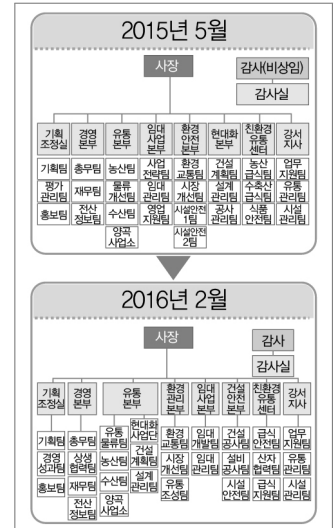 2015년 5월
사장
감사(비상임)
감사실
기획
조정실
경영
본부
유통
본부
임대
사업
본부
환경
안전
본부
현대화
본부
친환경
유통
센터
강서
지사
기획팀
평가
관리팀
홍보팀
총무팀
재무팀
전산
정보팀
농산팀
물류
개선팀
수산팀
양곡
사업소
사업
전략팀
임대
관리팀
영업
지원팀
환경
교통팀
시장
개선팀
시설안전
1팀
시설안전
2팀
건설
계획팀
설계
관리팀
공사
관리팀
농산
급식팀
수축산
급식팀
식품
안전팀
업무
지원팀
유통
관리팀
시설
관리팀
2016년 2월
사장
감사
감사실
기획
조정실
경영
본부
유통
본부
환경
관리
본부
임대
사업
본부
건설
안전
본부
친환경
유통
센터
강서
지사
기획팀
경영
성과팀
홍보팀
총무팀
상생
협력팀
재무팀
전산
정보팀
유통
물류팀
농산팀
수산팀
양곡
사업소
현대화
사업단
건설
계획팀
설계
관리팀
환경
교통팀
시장
개선팀
유통
조성팀
임대
개발팀
임대
관리팀
건설
공사팀
설비
공사팀
시설
안전팀
급식
안전팀
산자
협력팀
급식
지원팀
업무
지원팀
유통
관리팀
시설
관리팀